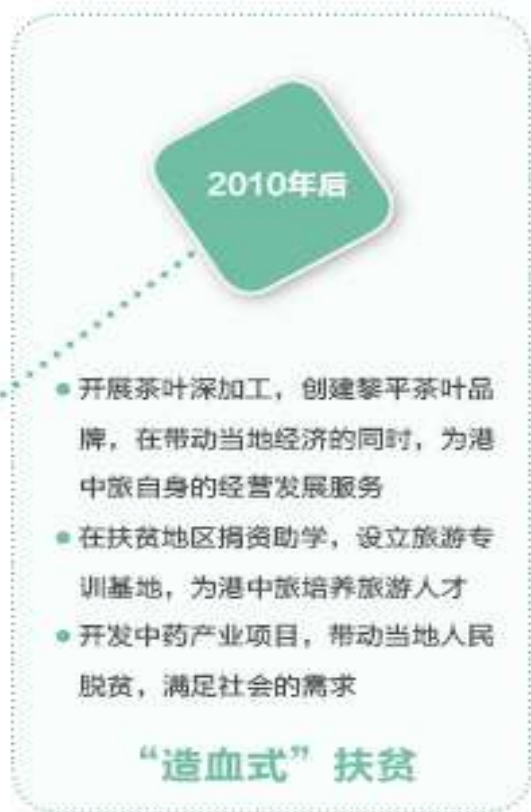 2010年后
开展茶叶深加工，创建黎平茶叶品
牌，在带动当地经济的同时，为港
中旅自身的经营发展服务
在扶贫地区捐资助学，设立旅游专
训基地，为港中旅培养旅游人才
开发中药产业项目，带动当地人民
脱贫，满足社会的需求
“造血式”扶贫